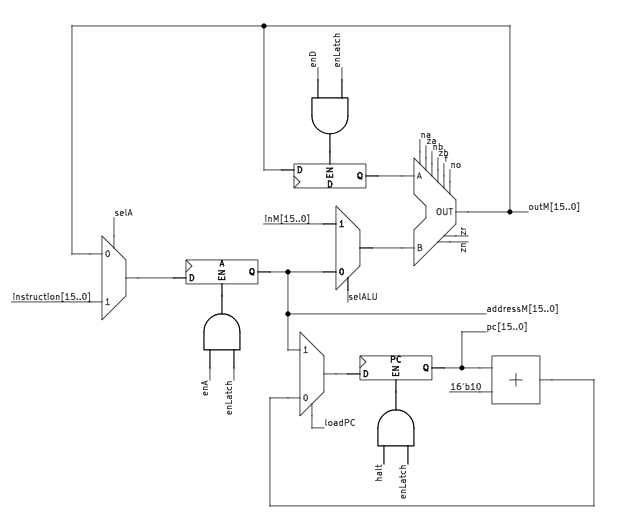 enD
enLatch
na
za
nb
zb
f
no
D
EN
Q
D
A
OUT
outM[15..0]
selA
inM[15..0]
1
zr
zn
B
0
A
D
EN
Q
0
selALU
instruction[15..0]
1
addressM[15..0]
pc[15..0]
1
PC
D
EN
Q
enA
enLatch
16'b10
+
0
loadPC
halt
enLatch